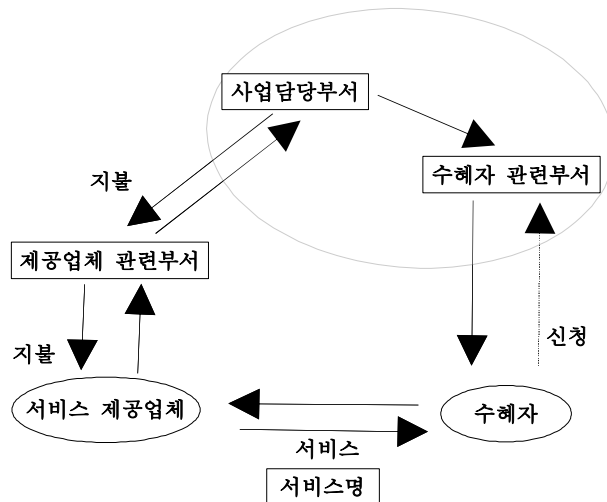 사업담당부서
지불
수혜자 관련부서
제공업체 관련부서
지불
신청
서비스 제공업체
수혜자
서비스
서비스명